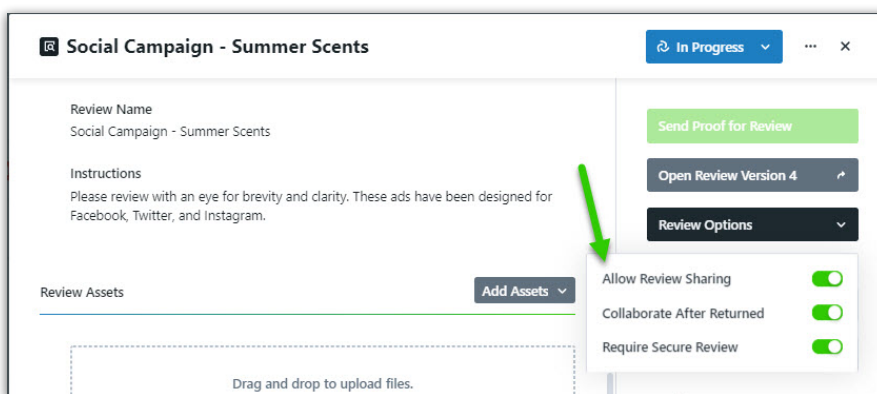 Social Campaign - Summer Scents
In Progress
Review Name
Social Campaign - Summer Scents
Instructions
Please review with an eye for brevity and clarity. These ads have been designed for
Facebook, Twitter, and Instagram.
Send Proof for Review
Open Review Version 4
Review Options
Allow Review Sharing
Collaborate After Returned
Require Secure Review
Review Assets
Add Assets
Drag and drop to upload files.